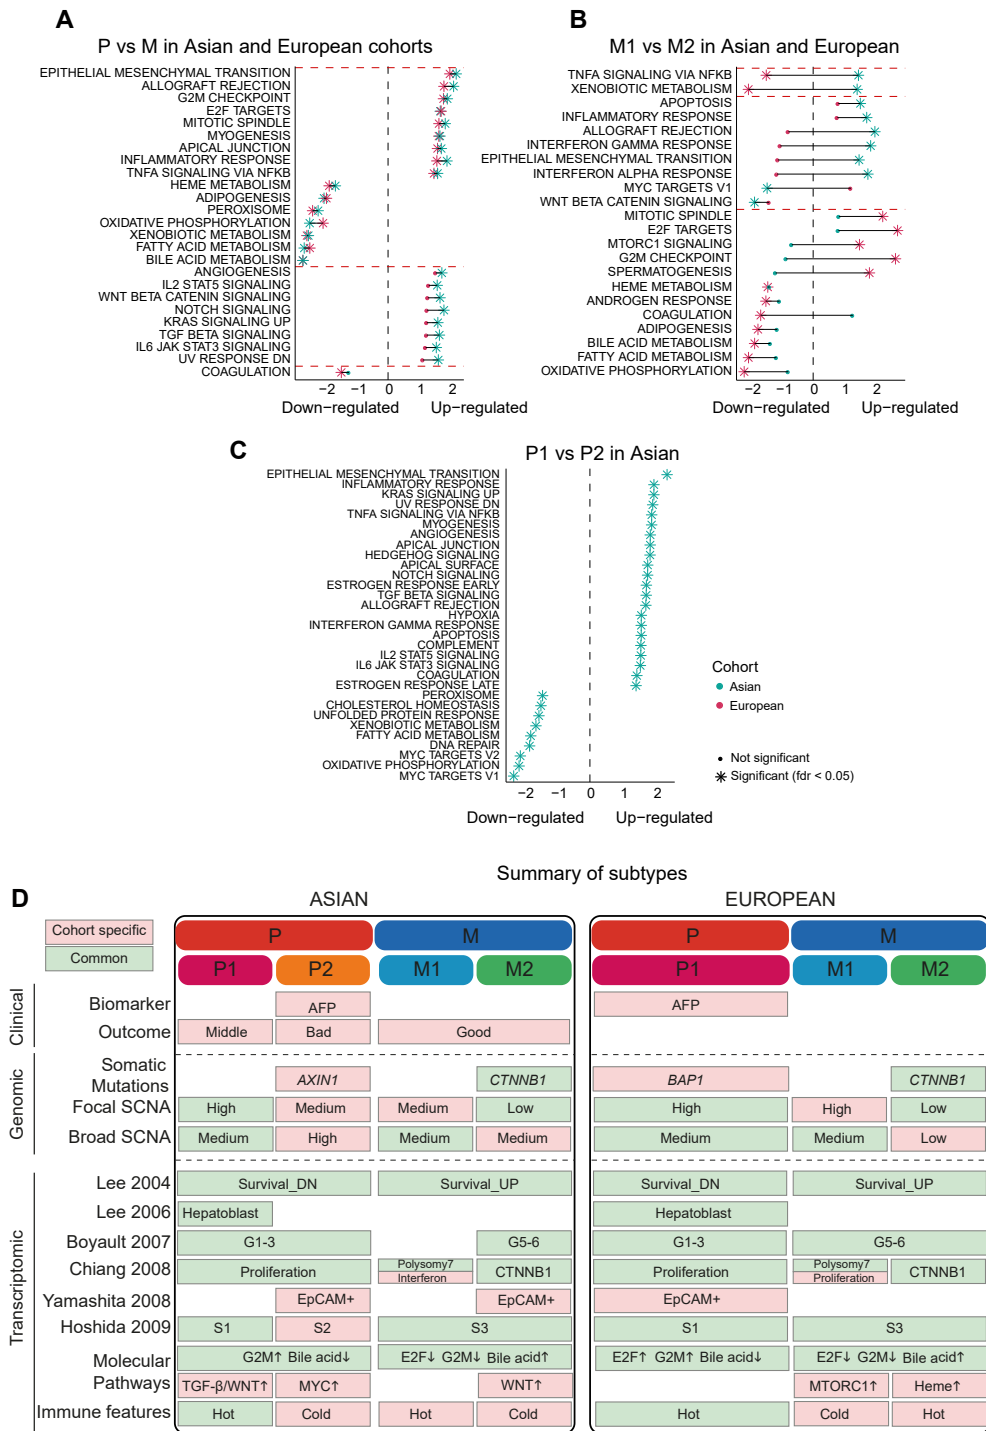 A
P vs M in Asian and European cohorts
EPITHELIAL MESENCHYMAL TRANSITION
ALLOGRAFT REJECTION
G2M CHECKPOINT
E2F TARGETS
MITOTIC SPINDLE
MYOGENESIS
APICAL JUNCTION
INFLAMMATORY RESPONSE
TNFA SIGNALING VIA NFKB
HEME METABOLISM
ADIPOGENESIS
PEROXISOME
OXIDATIVE PHOSPHORYLATION
XENOBIOTIC METABOLISM
FATTY ACID METABOLISM
BILE ACID METABOLISM
ANGIOGENESIS
IL2 STAT5 SIGNALING
WNT BETA CATENIN SIGNALING
NOTCH SIGNALING
KRAS SIGNALING UP
TGF BETA SIGNALING
IL6 JAK STAT3 SIGNALING
UV RESPONSE DN
COAGULATION
−2 −1 0 1 2
Down−regulated Up−regulated
B
M1 vs M2 in Asian and European
TNFA SIGNALING VIA NFKB
XENOBIOTIC METABOLISM
APOPTOSIS
INFLAMMATORY RESPONSE
ALLOGRAFT REJECTION
INTERFERON GAMMA RESPONSE
EPITHELIAL MESENCHYMAL TRANSITION
INTERFERON ALPHA RESPONSE
MYC TARGETS V1
WNT BETA CATENIN SIGNALING
MITOTIC SPINDLE
E2F TARGETS
MTORC1 SIGNALING
G2M CHECKPOINT
SPERMATOGENESIS
HEME METABOLISM
ANDROGEN RESPONSE
COAGULATION
ADIPOGENESIS
BILE ACID METABOLISM
FATTY ACID METABOLISM
OXIDATIVE PHOSPHORYLATION
−2 −1 0 1 2
Down−regulated Up−regulated
C
P1 vs P2 in Asian
EPITHELIAL MESENCHYMAL TRANSITION
INFLAMMATORY RESPONSE
KRAS SIGNALING UP
UV RESPONSE DN
TNFA SIGNALING VIA NFKB
MYOGENESIS
ANGIOGENESIS
APICAL JUNCTION
HEDGEHOG SIGNALING
APICAL SURFACE
NOTCH SIGNALING
ESTROGEN RESPONSE EARLY
TGF BETA SIGNALING
ALLOGRAFT REJECTION
HYPOXIA
INTERFERON GAMMA RESPONSE
APOPTOSIS
COMPLEMENT
IL2 STAT5 SIGNALING
IL6 JAK STAT3 SIGNALING
COAGULATION
ESTROGEN RESPONSE LATE
PEROXISOME
CHOLESTEROL HOMEOSTASIS
UNFOLDED PROTEIN RESPONSE
XENOBIOTIC METABOLISM
FATTY ACID METABOLISM
DNA REPAIR
MYC TARGETS V2
OXIDATIVE PHOSPHORYLATION
MYC TARGETS V1
−2 −1 0 1 2
Down−regulated Up−regulated
Cohort
Asian
European
Not significant
Significant (fdr < 0.05)
Summary of subtypes
D
ASIAN EUROPEAN
Cohort specific
Common
P M P M
P1 P2 M1 M2 P1 M1 M2
Clinical
Biomarker AFP AFP
Outcome Middle Bad Good
Genomic
Somatic
Mutations AXIN1 CTNNB1 BAP1 CTNNB1
Focal SCNA High Medium Medium Low High High Low
Broad SCNA Medium High Medium Medium Medium Medium Low
Transcriptomic
Lee 2004 Survival_DN Survival_UP Survival_DN Survival_UP
Lee 2006 Hepatoblast Hepatoblast
Boyault 2007 G1-3 G5-6 G1-3 G5-6
Chiang 2008 Proliferation Polysomy7 Interferon CTNNB1 Proliferation Polysomy7 Proliferation CTNNB1
Yamashita 2008 EpCAM+ EpCAM+ EpCAM+
Hoshida 2009 S1 S2 S3 S1 S3
Molecular G2M↑ Bile acid↓ E2F↓ G2M↓ Bile acid↑ E2F↑ G2M↑ Bile acid↓ E2F↓ G2M↓ Bile acid↑
Pathways TGF-β/WNT↑ MYC↑ WNT↑ MTORC1↑ Heme↑
Immune features Hot Cold Hot Cold Hot Cold Hot